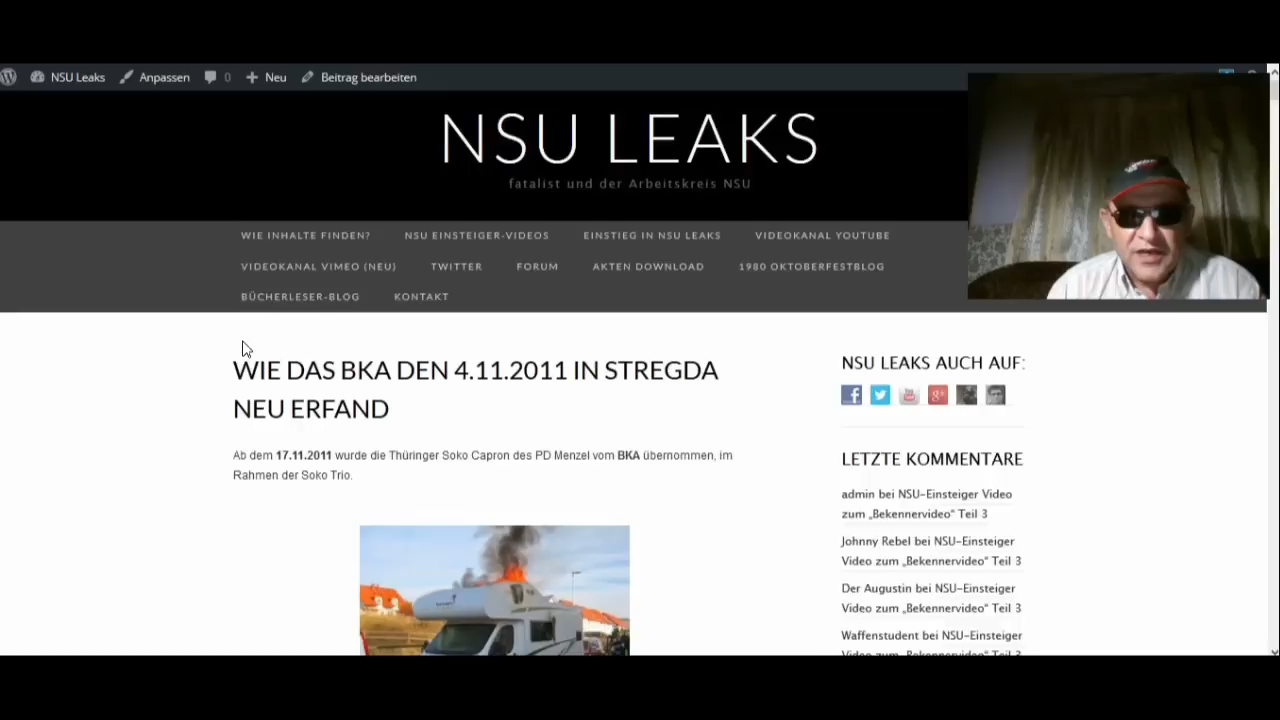 NSU Leaks Anpassen 0 Neu Beitrag bearbeiten
NSU LEAKS
fatalist und der Arbeitskreis NSU
WIE INHALTE FINDEN? NSU EINSTEIGER-VIDEOS EINSTIEG IN NSU LEAKS VIDEOKANAL YOUTUBE
VIDEOKANAL VIMEO (NEU) TWITTER FORUM AKTEN DOWNLOAD 1980 OKTOBERFESTBLOG
BÜCHERLESER-BLOG KONTAKT
WIE DAS BKA DEN 4.11.2011 IN STREGDA
NEU ERFAND
Ab dem 17.11.2011 wurde die Thüringer Soko Capron des PD Menzel vom BKA übernommen, im
Rahmen der Soko Trio.
NSU LEAKS AUCH AUF:
LETZTE KOMMENTARE
admin bei NSU-Einsteiger Video
zum „Bekennervideo“ Teil 3
Johnny Rebel bei NSU-Einsteiger
Video zum „Bekennervideo“ Teil 3
Der Augustin bei NSU-Einsteiger
Video zum „Bekennervideo“ Teil 3
Waffenstudent bei NSU-Einsteiger
Video zum „Bekennervideo“ Teil 3